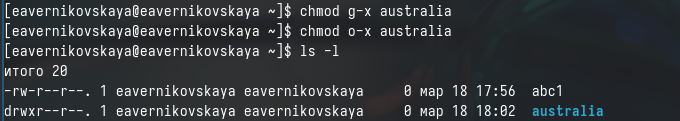 [eavernikovskaya@eavernikovskaya ~]$ chmod g-x australia
[eavernikovskaya@eavernikovskaya ~]$ chmod o-x australia
[eavernikovskaya@eavernikovskaya ~]$ ls -l
итого 20
-rw-r--r--. 1 eavernikovskaya eavernikovskaya     0 мар 18 17:56  abc1
drwxr--r--. 1 eavernikovskaya eavernikovskaya     0 мар 18 18:02  australia